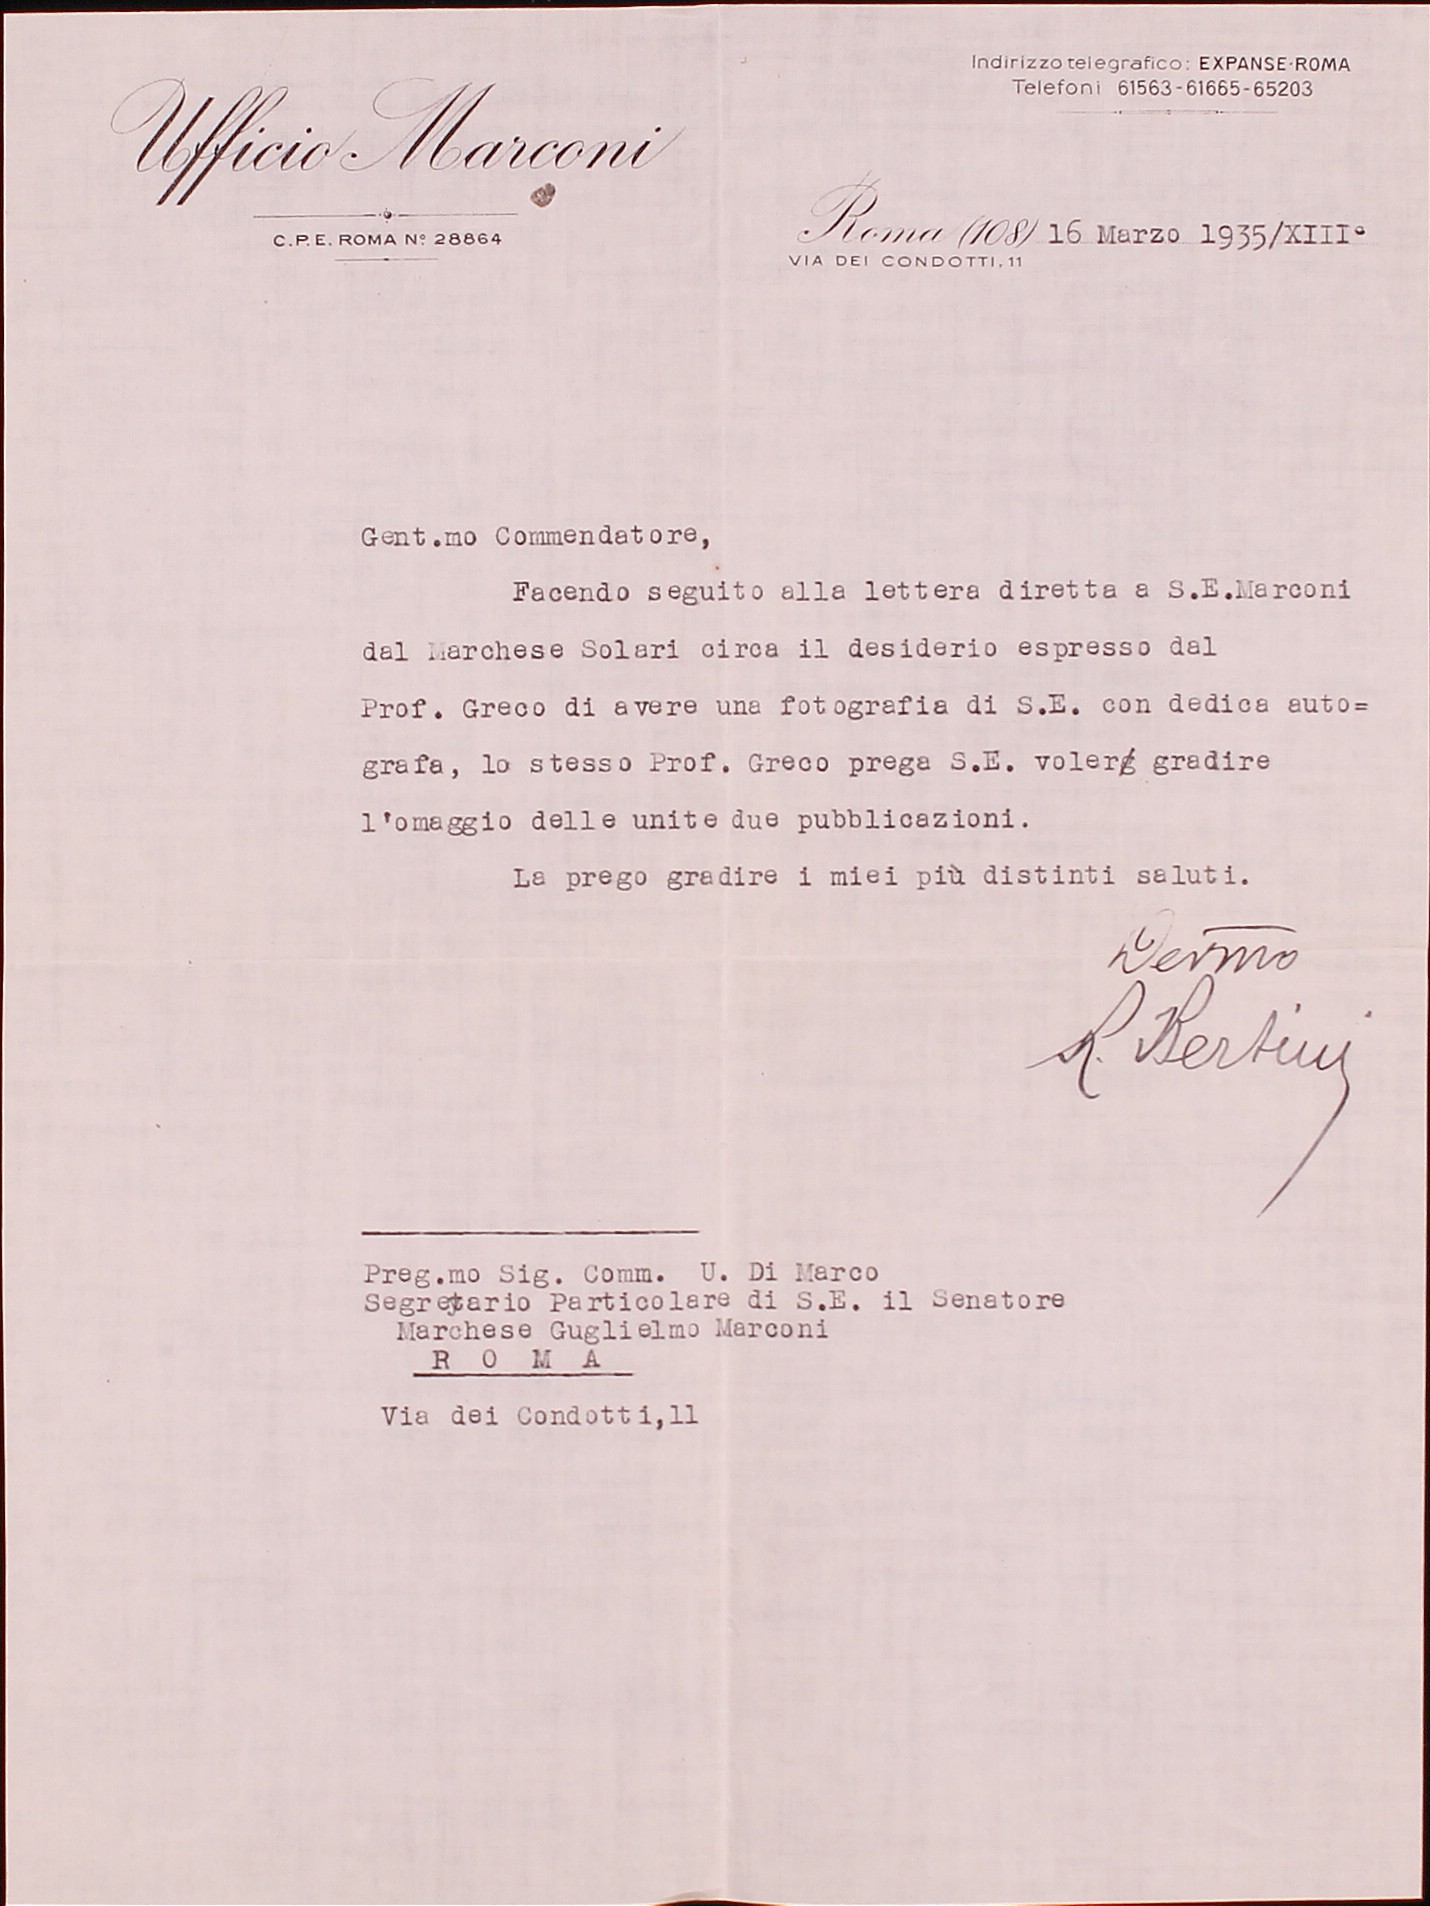 Indirizzo telegrafico: EXPANSE-ROMA
Telefoni 61563-61665-65203
Ufficio Marconi
C.P.E. ROMA Nº 28864
Roma (108) 16 Marzo 1935/XIII°
VIA DEI CONDOTTI, 11
Gent.mo Commendatore,
Facendo seguito alla lettera diretta a S.E.Marconi
dal Marchese Solari circa il desiderio espresso dal
Prof. Greco di avere una fotografia di S.E. con dedica auto=
grafa, lo stesso Prof. Greco prega S.E. voler gradire
l'omaggio delle unite due pubblicazioni.
La prego gradire i miei più distinti saluti.
Devmo
R. Bertini
Preg.mo Sig. Comm. U. Di Marco
Segretario Particolare di S.E. il Senatore
Marchese Guglielmo Marconi
R O M A
Via dei Condotti,11